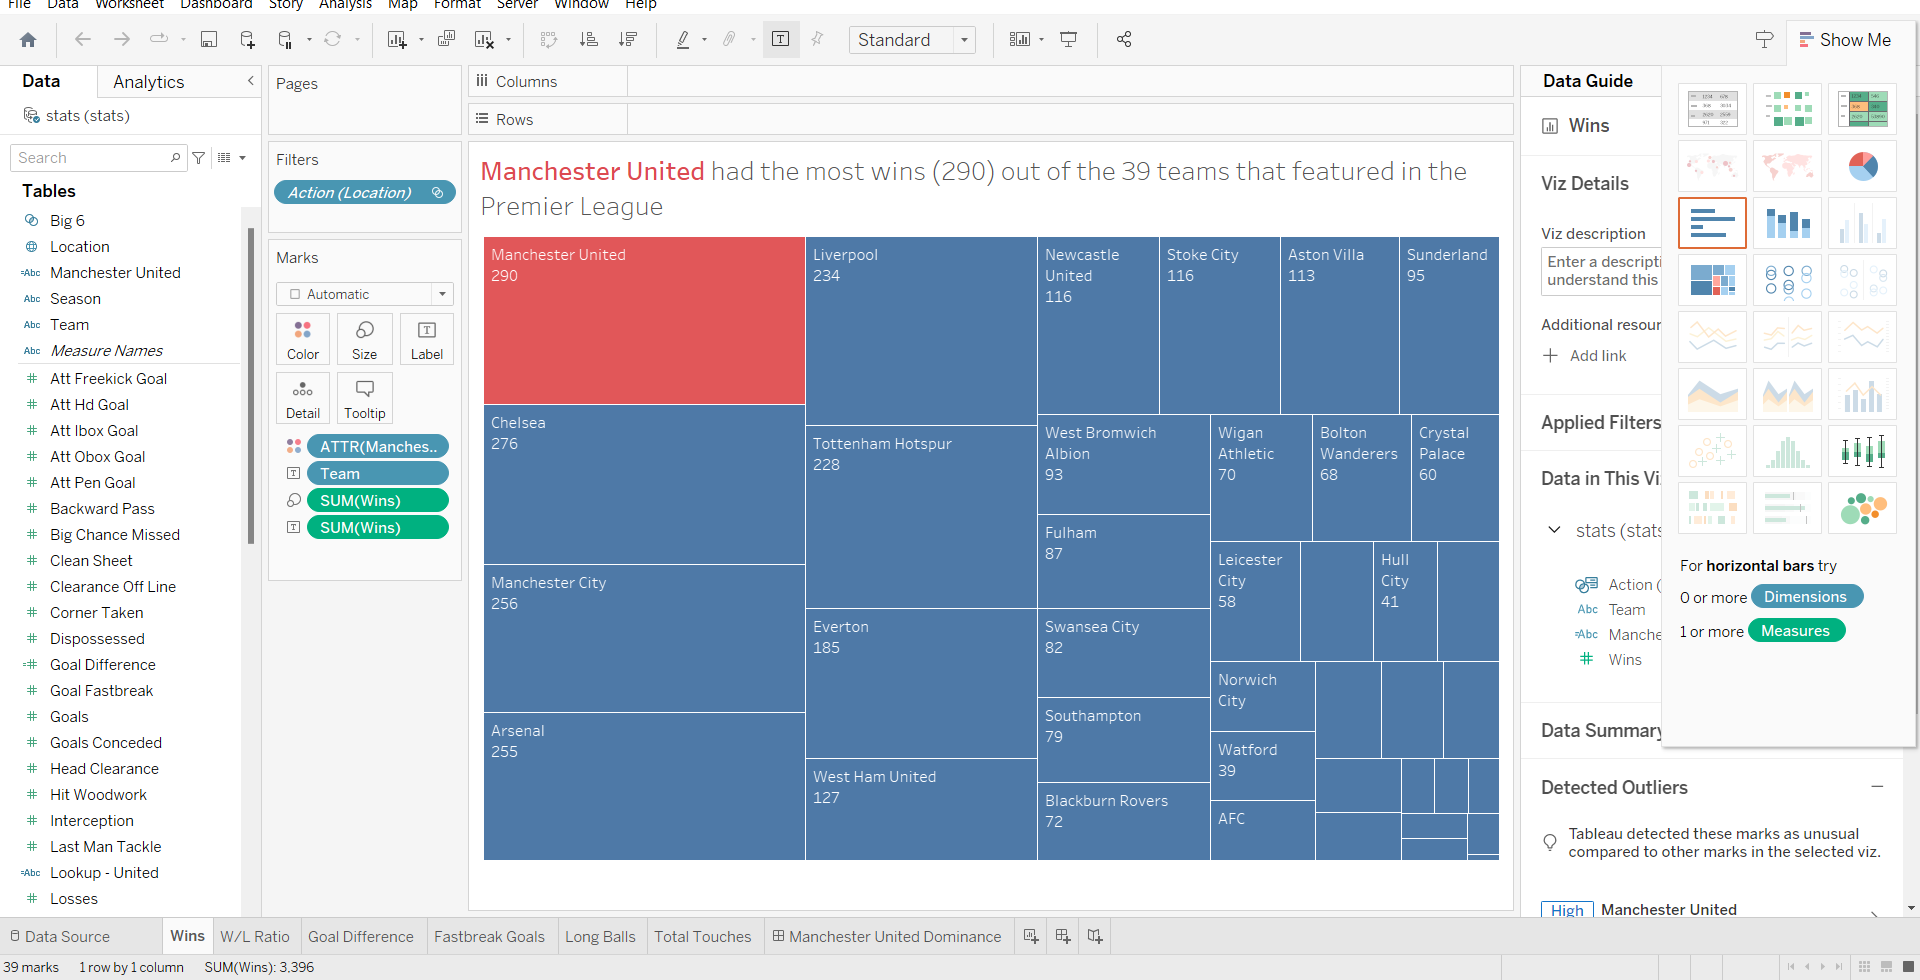 File Data Worksheet Dashboard Story Analysis Map Format Server Window Help
Standard
Show Me
Data Analytics
stats (stats)
Search
Tables
Big 6
Location
Abc Manchester United
Abc Season
Abc Team
Abc Measure Names
Att Freekick Goal
Att Hd Goal
Att Ibox Goal
Att Obox Goal
Att Pen Goal
Backward Pass
Big Chance Missed
Clean Sheet
Clearance Off Line
Corner Taken
Dispossessed
Goal Difference
Goal Fastbreak
Goals
Goals Conceded
Head Clearance
Hit Woodwork
Interception
Last Man Tackle
Abc Lookup - United
Losses
Pages
Filters
Action (Location)
Marks
Automatic
Color Size Label
Detail Tooltip
ATTR(Manches..
Team
SUM(Wins)
SUM(Wins)
Columns
Rows
Manchester United had the most wins (290) out of the 39 teams that featured in the
Premier League
Manchester United
290
Chelsea
276
Manchester City
256
Arsenal
255
Liverpool
234
Tottenham Hotspur
228
Everton
185
West Ham United
127
Newcastle
United
116
Stoke City
116
Aston Villa
113
Sunderland
95
West Bromwich
Albion
93
Fulham
87
Swansea City
82
Southampton
79
Blackburn Rovers
72
Wigan
Athletic
70
Bolton
Wanderers
68
Crystal
Palace
60
Leicester
City
58
Hull
City
41
Norwich
City
Watford
39
AFC
Data Guide
Wins
Viz Details
Viz description
Enter a descripti
understand this
Additional resour
Add link
Applied Filters
Data in This Vi
stats (stats
Action (
Abc Team
Abc Manche
Wins
Data Summary
Detected Outliers
Tableau detected these marks as unusual
compared to other marks in the selected viz.
High Manchester United
For horizontal bars try
0 or more Dimensions
1 or more Measures
Data Source Wins W/L Ratio Goal Difference Fastbreak Goals Long Balls Total Touches Manchester United Dominance
39 marks 1 row by 1 column SUM(Wins): 3,396